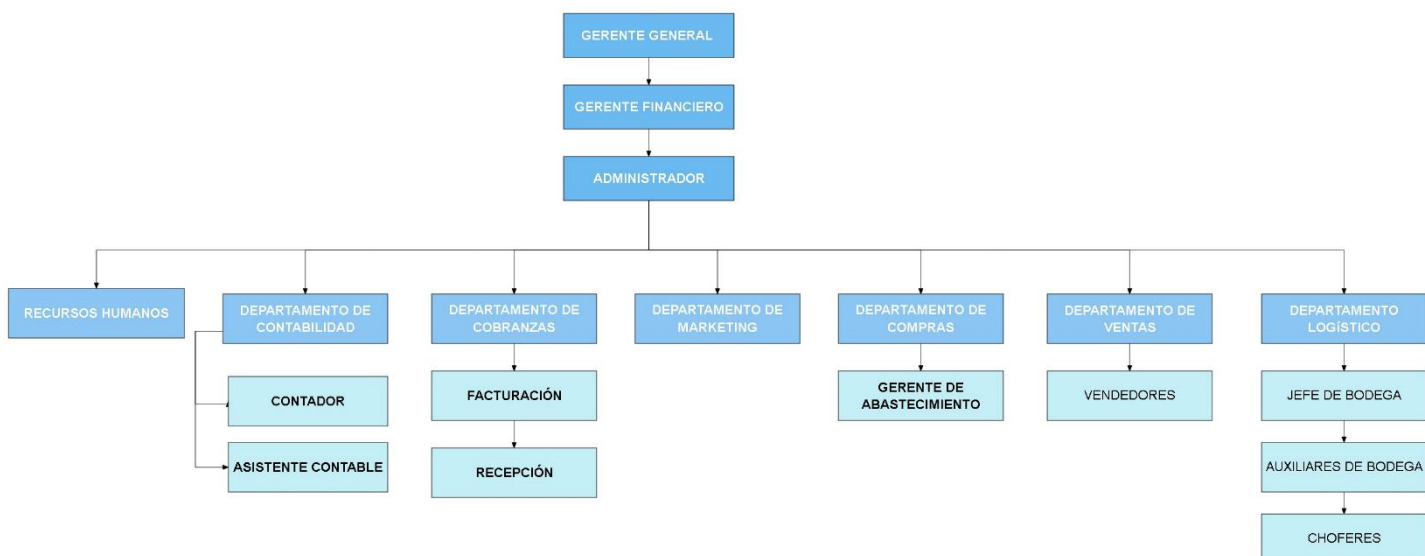 GERENTE GENERAL
GERENTE FINANCIERO
ADMINISTRADOR
RECURSOS HUMANOS
DEPARTAMENTO DE
CONTABILIDAD
DEPARTAMENTO DE
COBRANZAS
DEPARTAMENTO DE
MARKETING
DEPARTAMENTO DE
COMPRAS
DEPARTAMENTO DE
VENTAS
DEPARTAMENTO
LOGíSTICO
CONTADOR
FACTURACIÓN
GERENTE DE
ABASTECIMIENTO
VENDEDORES
JEFE DE BODEGA
ASISTENTE CONTABLE
RECEPCIÓN
AUXILIARES DE BODEGA
CHOFERES